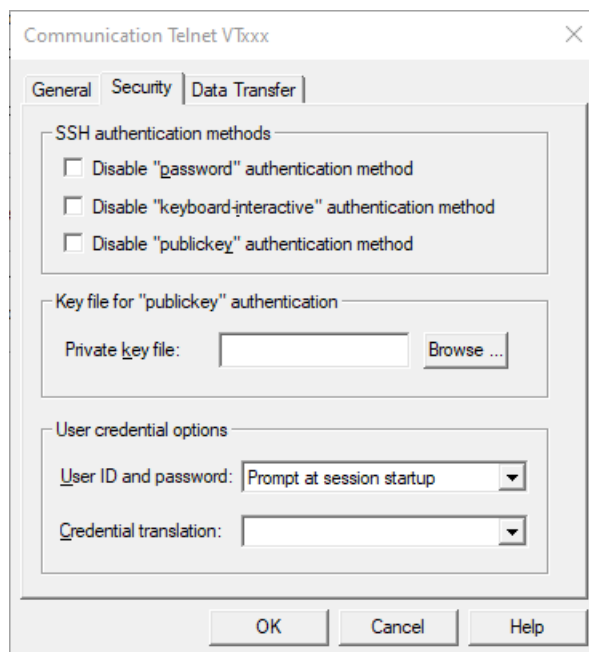 Communication Telnet VTxxx
General Security Data Transfer
SSH authentication methods
Disable "password" authentication method
Disable "keyboard-interactive" authentication method
Disable "publickey" authentication method
Key file for "publickey" authentication
Private key file: Browse ...
User credential options
User ID and password: Prompt at session startup
Credential translation:
OK Cancel Help